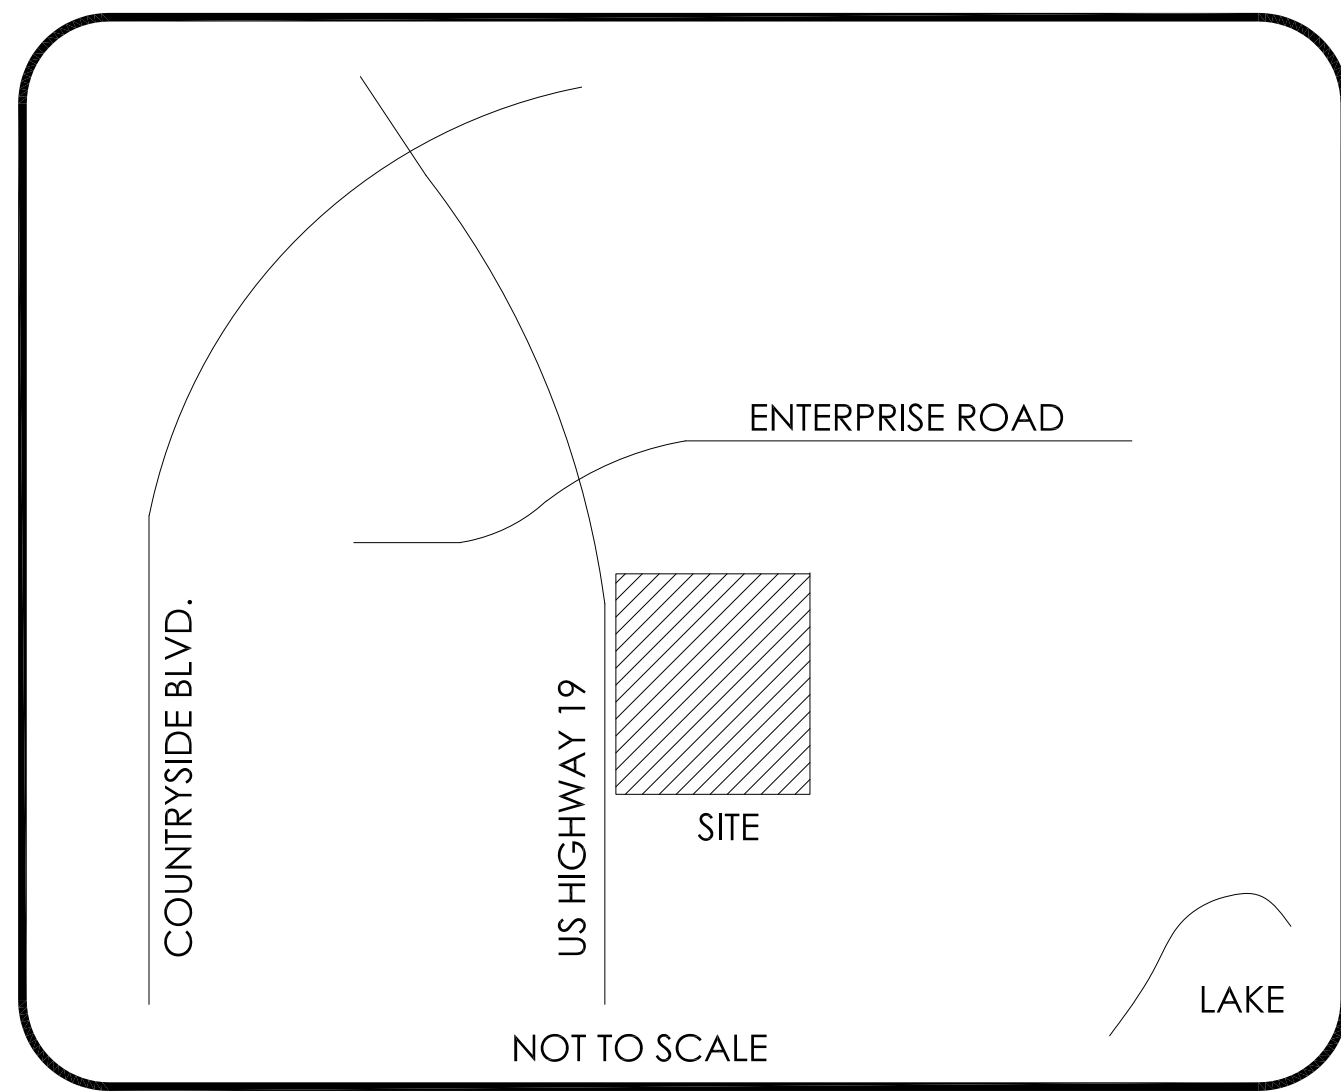 ENTERPRISE ROAD
COUNTRYSIDE BLVD.
US HIGHWAY 19
SITE
LAKE
NOT TO SCALE